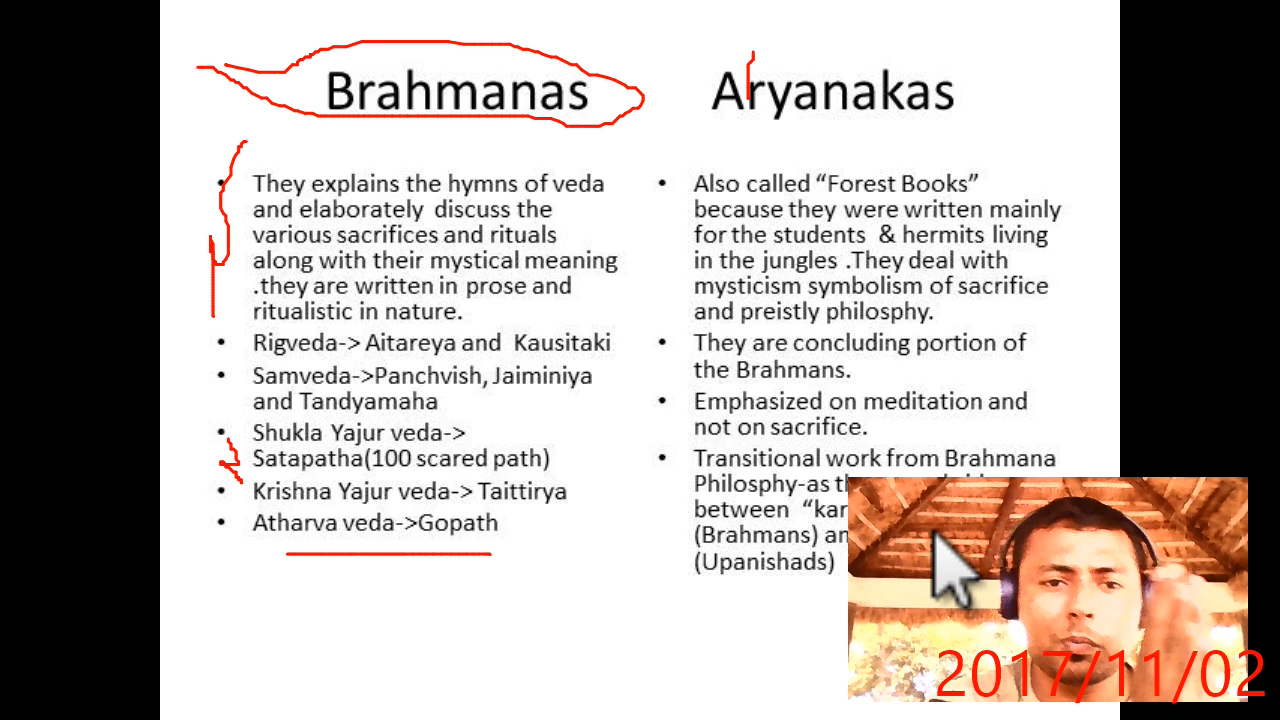 Brahmanas
• They explains the hymns of veda
and elaborately discuss the
various sacrifices and rituals
along with their mystical meaning
.they are written in prose and
ritualistic in nature.
• Rigveda-> Aitareya and Kausitaki
• Samveda->Panchvish, Jaiminiya
and Tandyamaha
• Shukla Yajur veda->
Satapatha(100 scared path)
• Krishna Yajur veda-> Taittirya
• Atharva veda->Gopath
Aryanakas
• Also called “Forest Books”
because they were written mainly
for the students & hermits living
in the jungles .They deal with
mysticism symbolism of sacrifice
and preistly philosphy.
• They are concluding portion of
the Brahmans.
• Emphasized on meditation and
not on sacrifice.
• Transitional work from Brahmana
Philosphy-as
between
(Brahmans)
(Upanishads)
2017/11/02